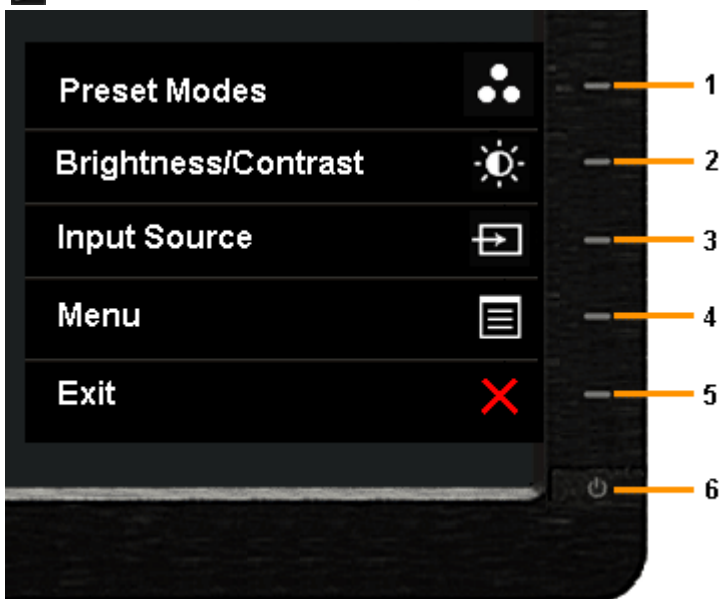 Preset Modes 1
Brightness/Contrast 2
Input Source 3
Menu 4
Exit 5
6